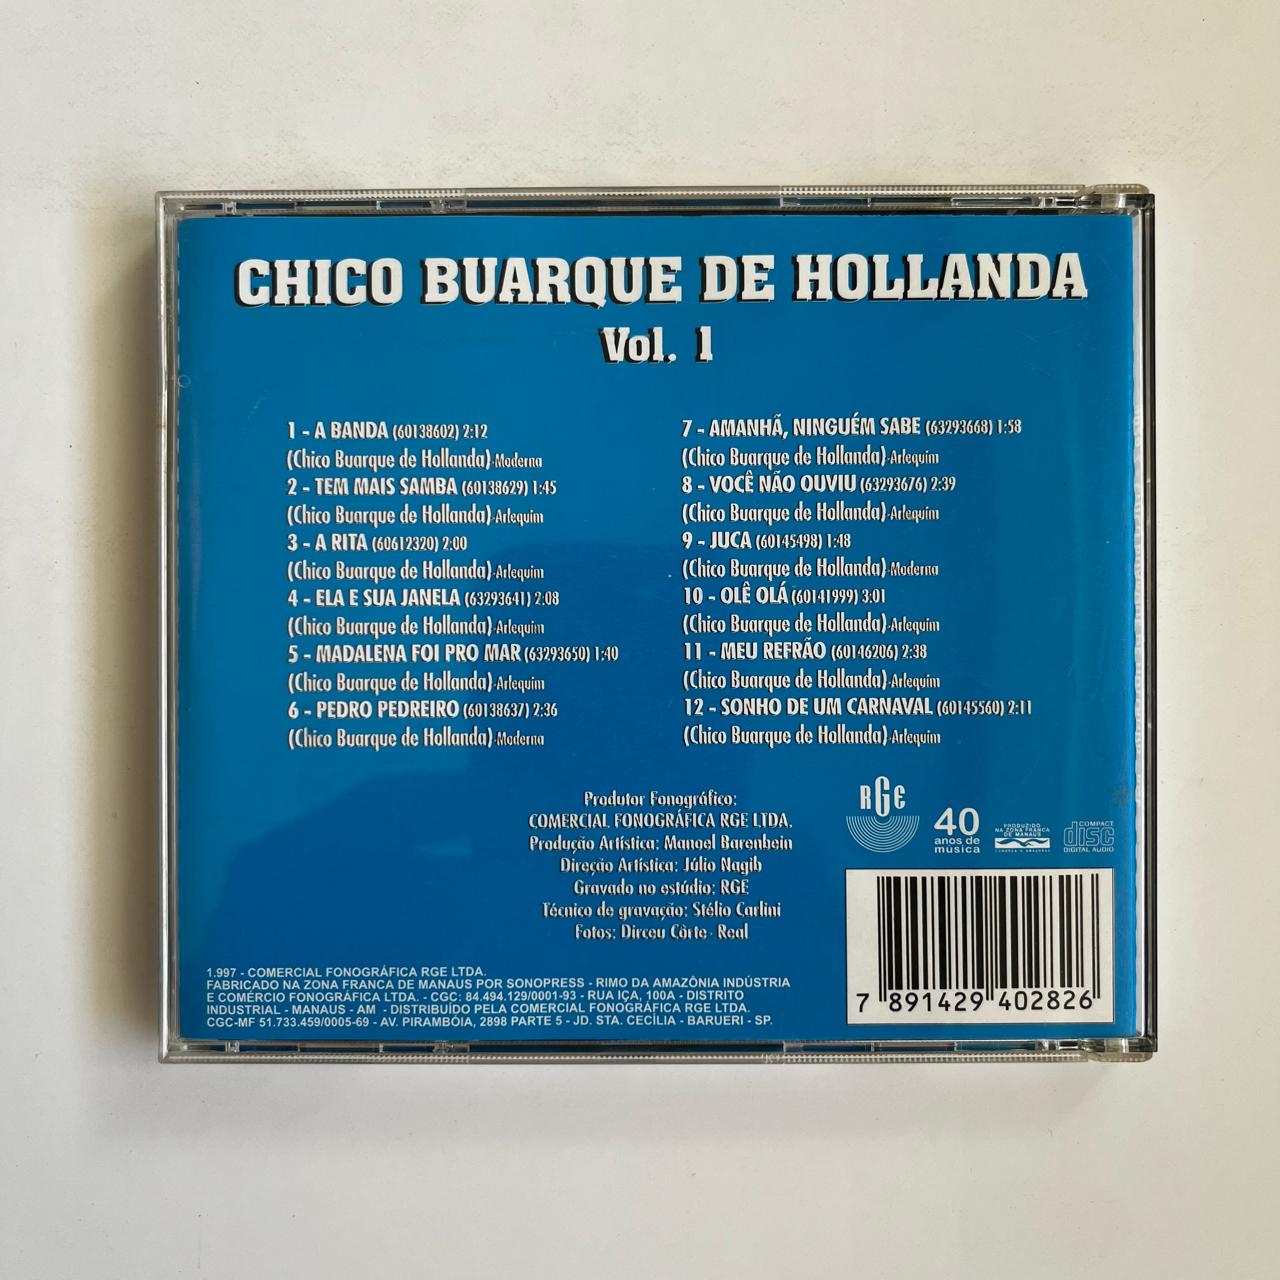 CHICO BUARQUE DE HOLLANDA
Vol. 1
1 - A BANDA (60138602) 2:12
(Chico Buarque de Hollanda)-Moderna
2 - TEM MAIS SAMBA (60138629) 1:45
(Chico Buarque de Hollanda)-Arlequim
3 - A RITA (60612320) 2:00
(Chico Buarque de Hollanda)-Arlequim
4 - ELA E SUA JANELA (63293641) 2:08
(Chico Buarque de Hollanda)-Arlequim
5 - MADALENA FOI PRO MAR (63293650) 1:40
(Chico Buarque de Hollanda)-Arlequim
6 - PEDRO PEDREIRO (60138637) 2:36
(Chico Buarque de Hollanda)-Moderna
7 - AMANHÃ, NINGUÉM SABE (63293668) 1:58
(Chico Buarque de Hollanda)-Arlequim
8 - VOCÊ NÃO OUVIU (63293676) 2:39
(Chico Buarque de Hollanda)-Arlequim
9 - JUCA (60145498) 1:48
(Chico Buarque de Hollanda)-Moderna
10 - OLÊ OLÁ (60141999) 3:01
(Chico Buarque de Hollanda)-Arlequim
11 - MEU REFRÃO (60146206) 2:38
(Chico Buarque de Hollanda)-Arlequim
12 - SONHO DE UM CARNAVAL (60145560) 2:11
(Chico Buarque de Hollanda)-Arlequim
Produtor Fonográfico:
COMERCIAL FONOGRÁFICA RGE LTDA.
Produção Artística: Manoel Barenbein
Direção Artística: Júlio Nagib
Gravado no estúdio: RGE
Técnico de gravação: Stélio Carlini
Fotos: Dirceu Côrte - Real
RGE
40
anos de
música
PRODUZIDO
NA ZONA FRANCA
DE MANAUS
CONHEÇA O AMAZONAS
COMPACT
disc
DIGITAL AUDIO
1.997 - COMERCIAL FONOGRÁFICA RGE LTDA.
FABRICADO NA ZONA FRANCA DE MANAUS POR SONOPRESS - RIMO DA AMAZÔNIA INDÚSTRIA
E COMÉRCIO FONOGRÁFICA LTDA. - CGC: 84.494.129/0001-93 - RUA IÇA, 100A - DISTRITO
INDUSTRIAL - MANAUS - AM - DISTRIBUÍDO PELA COMERCIAL FONOGRÁFICA RGE LTDA.
CGC-MF 51.733.459/0005-69 - AV. PIRAMBÓIA, 2898 PARTE 5 - JD. STA. CECÍLIA - BARUERI - SP.
7 891429 402826